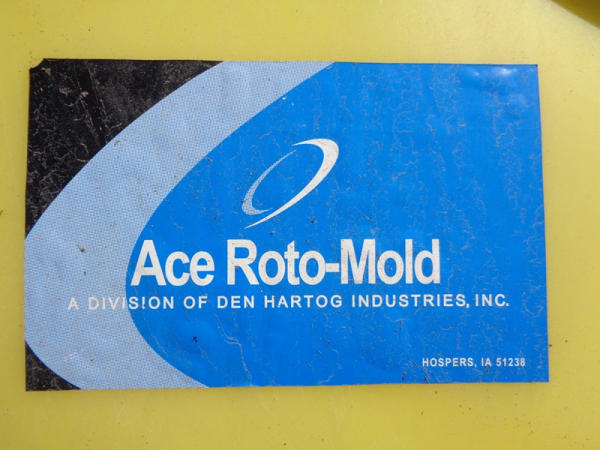 Ace Roto-Mold
A DIVISION OF DEN HARTOG INDUSTRIES, INC.
HOSPERS, IA 51238